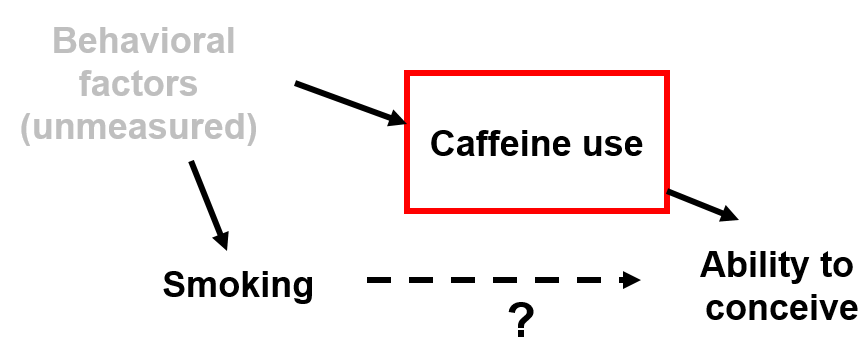 Behavioral
factors
(unmeasured)
Caffeine use
Smoking
?
Ability to
conceive